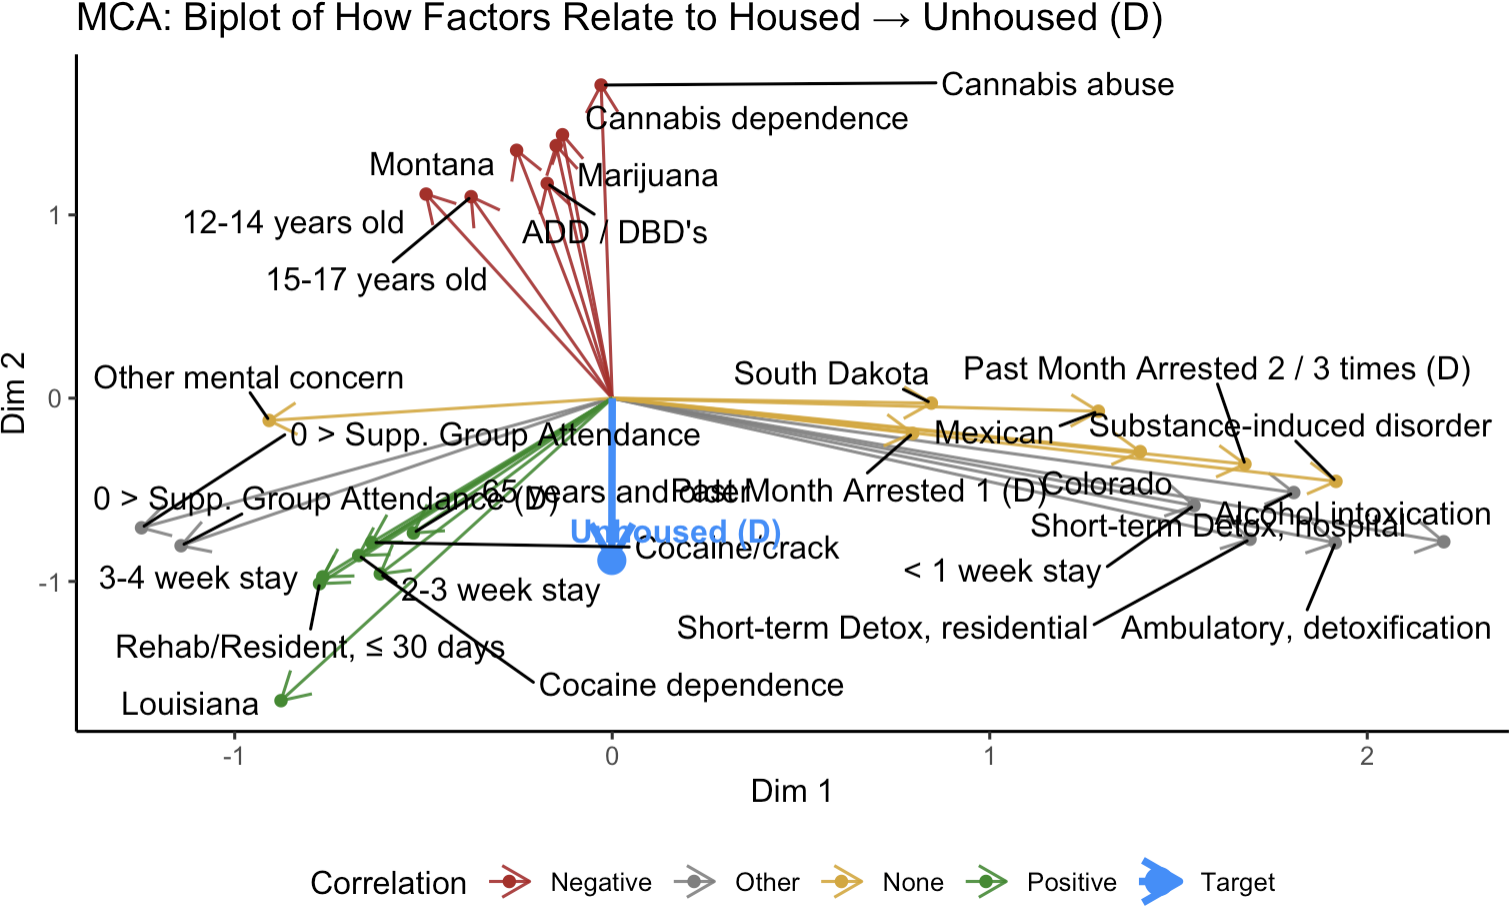 MCA: Biplot of How Factors Relate to Housed → Unhoused (D)
Cannabis abuse
Cannabis dependence
Montana
Marijuana
12-14 years old
ADD / DBD's
15-17 years old
1
0
-1
Dim 2
Other mental concern
South Dakota
Past Month Arrested 2 / 3 times (D)
0 > Supp. Group Attendance
Mexican
Substance-induced disorder
0 > Supp. Group Attendance (D)
65 years and older
Past Month Arrested 1 (D)
Colorado
Alcohol intoxication
Unhoused (D)
Short-term Detox, hospital
Cocaine/crack
3-4 week stay
2-3 week stay
< 1 week stay
Rehab/Resident, ≤ 30 days
Short-term Detox, residential
Ambulatory, detoxification
Louisiana
Cocaine dependence
-1
0
1
2
Dim 1
Correlation
Negative
Other
None
Positive
Target